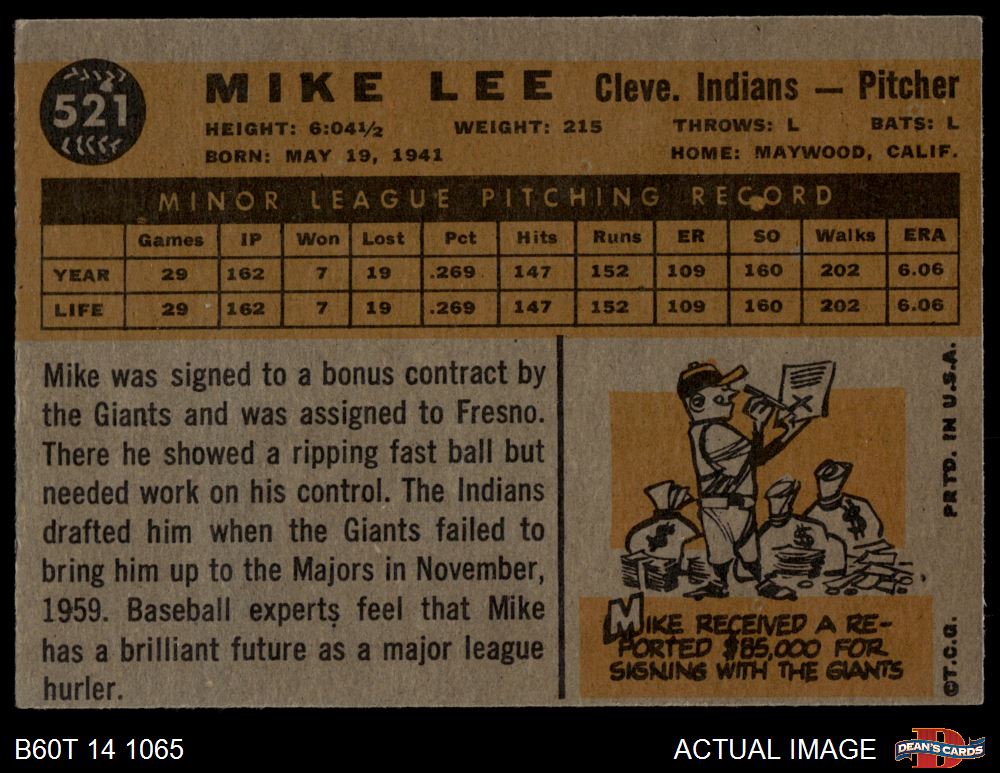 521
MIKE LEE Cleve. Indians — Pitcher
HEIGHT: 6:04½ WEIGHT: 215 THROWS: L BATS: L
BORN: MAY 19, 1941 HOME: MAYWOOD, CALIF.
MINOR LEAGUE PITCHING RECORD
Games IP Won Lost Pct Hits Runs ER SO Walks ERA
YEAR 29 162 7 19 .269 147 152 109 160 202 6.06
LIFE 29 162 7 19 .269 147 152 109 160 202 6.06
Mike was signed to a bonus contract by
the Giants and was assigned to Fresno.
There he showed a ripping fast ball but
needed work on his control. The Indians
drafted him when the Giants failed to
bring him up to the Majors in November,
1959. Baseball experts feel that Mike
has a brilliant future as a major league
hurler.
X
$
$
$
MIKE RECEIVED A RE-
PORTED $85,000 FOR
SIGNING WITH THE GIANTS
©T.C.G. PRTD. IN U.S.A.
B60T 14 1065
ACTUAL IMAGE
D
DEAN'S CARDS